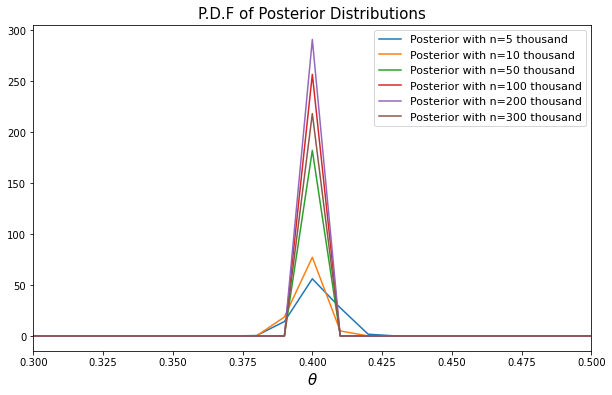 P.D.F of Posterior Distributions
Posterior with n=5 thousand
Posterior with n=10 thousand
Posterior with n=50 thousand
Posterior with n=100 thousand
Posterior with n=200 thousand
Posterior with n=300 thousand
300
250
200
150
100
50
0
0.300 0.325 0.350 0.375 0.400 0.425 0.450 0.475 0.500
θ